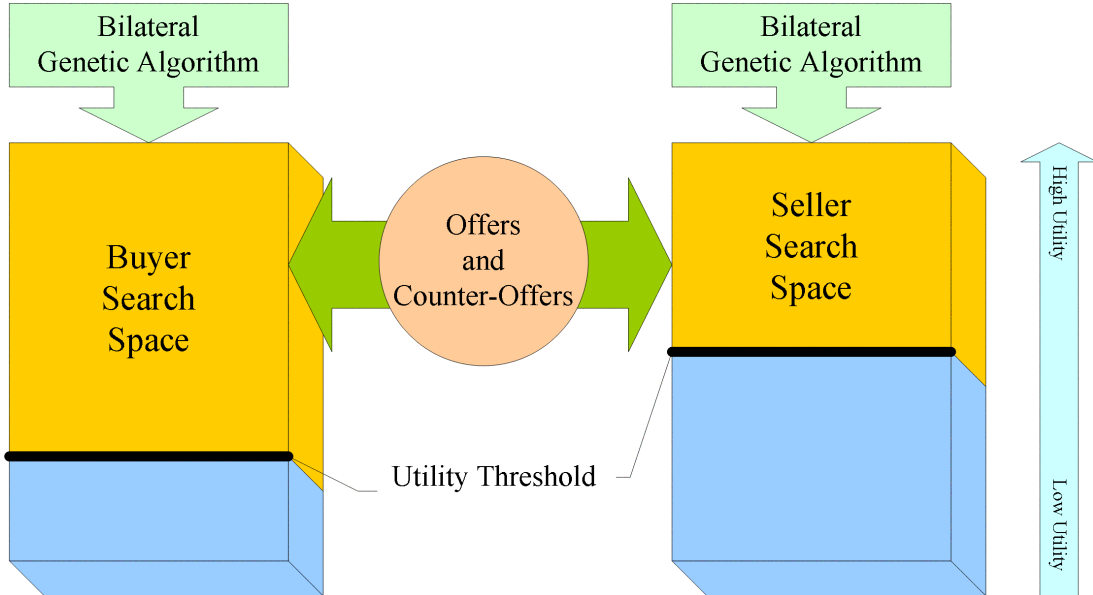 Bilateral
Genetic Algorithm
Bilateral
Genetic Algorithm
Buyer
Search
Space
Offers
and
Counter-Offers
Seller
Search
Space
High Utility
Utility Threshold
Low Utility